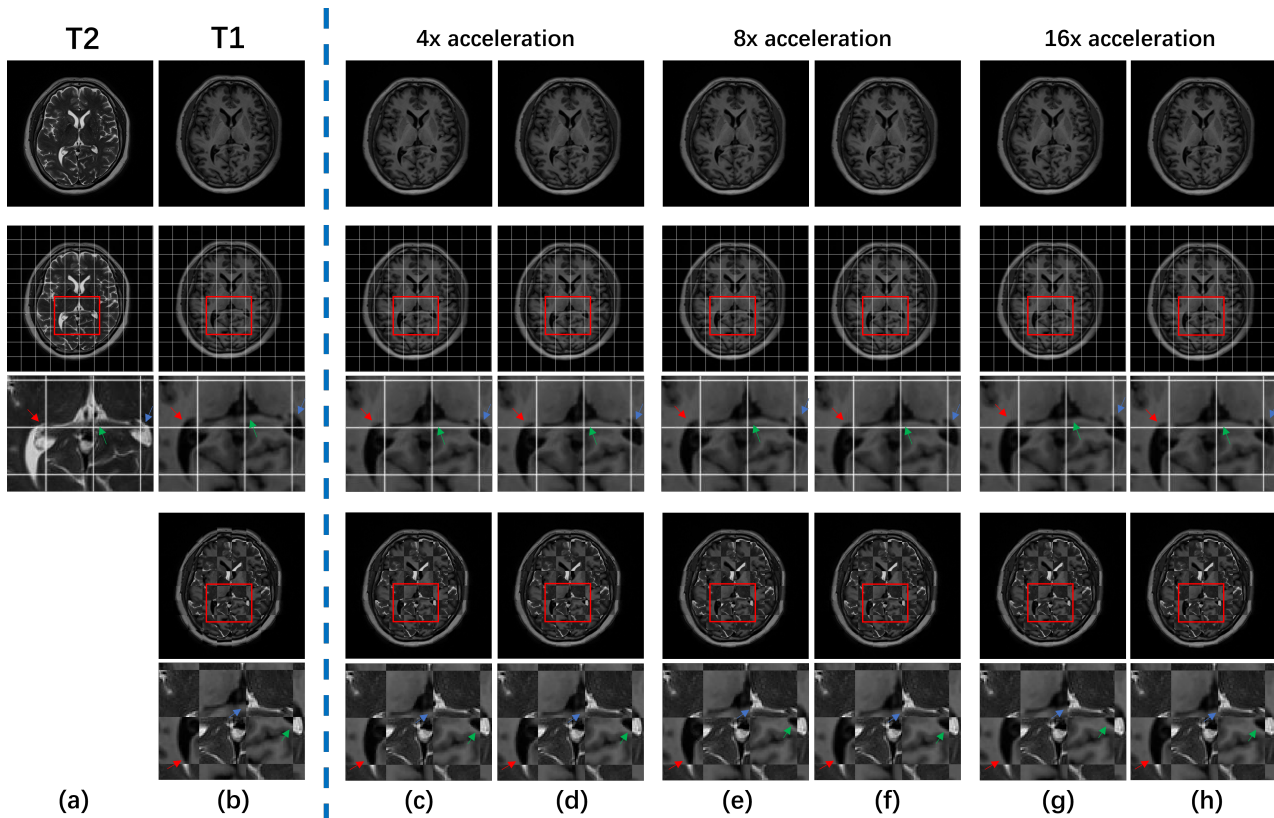 T2 T1 4x acceleration 8x acceleration 16x acceleration
(a) (b) (c) (d) (e) (f) (g) (h)